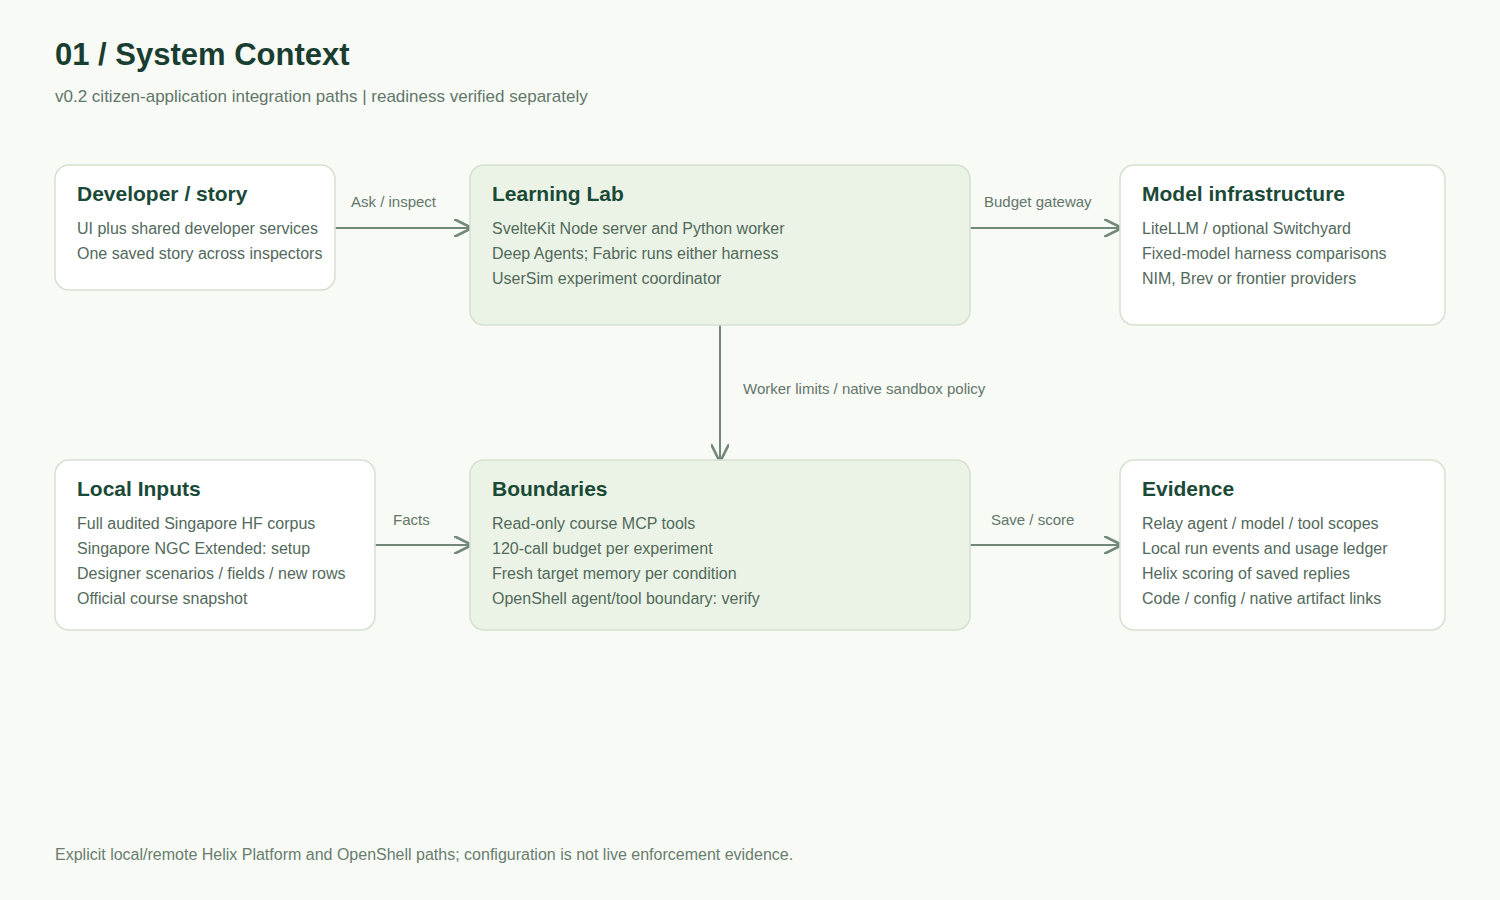 01 / System Context
v0.2 citizen-application integration paths | readiness verified separately
Developer / story
UI plus shared developer services
One saved story across inspectors
Ask / inspect
Learning Lab
SvelteKit Node server and Python worker
Deep Agents; Fabric runs either harness
UserSim experiment coordinator
Budget gateway
Model infrastructure
LiteLLM / optional Switchyard
Fixed-model harness comparisons
NIM, Brev or frontier providers
Worker limits / native sandbox policy
Local Inputs
Full audited Singapore HF corpus
Singapore NGC Extended: setup
Designer scenarios / fields / new rows
Official course snapshot
Facts
Boundaries
Read-only course MCP tools
120-call budget per experiment
Fresh target memory per condition
OpenShell agent/tool boundary: verify
Save / score
Evidence
Relay agent / model / tool scopes
Local run events and usage ledger
Helix scoring of saved replies
Code / config / native artifact links
Explicit local/remote Helix Platform and OpenShell paths; configuration is not live enforcement evidence.